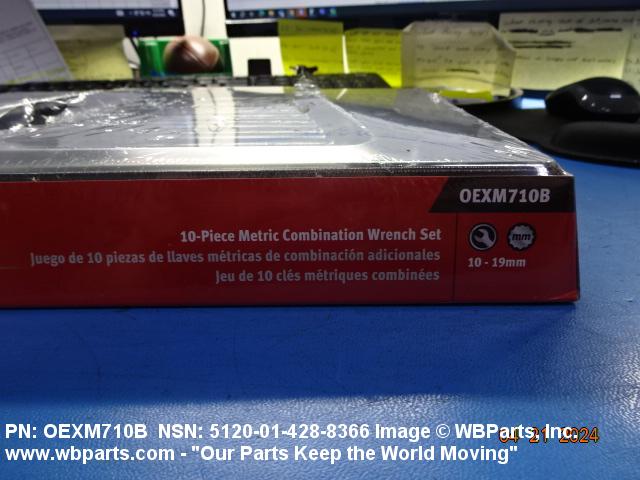 OEXM710B
10-Piece Metric Combination Wrench Set
Juego de 10 piezas de llaves métricas de combinación adicionales
Jeu de 10 clés métriques combinées
mm
10 - 19mm
PN: OEXM710B NSN: 5120-01-428-8366 Image © WBParts, Inc.
04 21 2024
www.wbparts.com - "Our Parts Keep the World Moving"